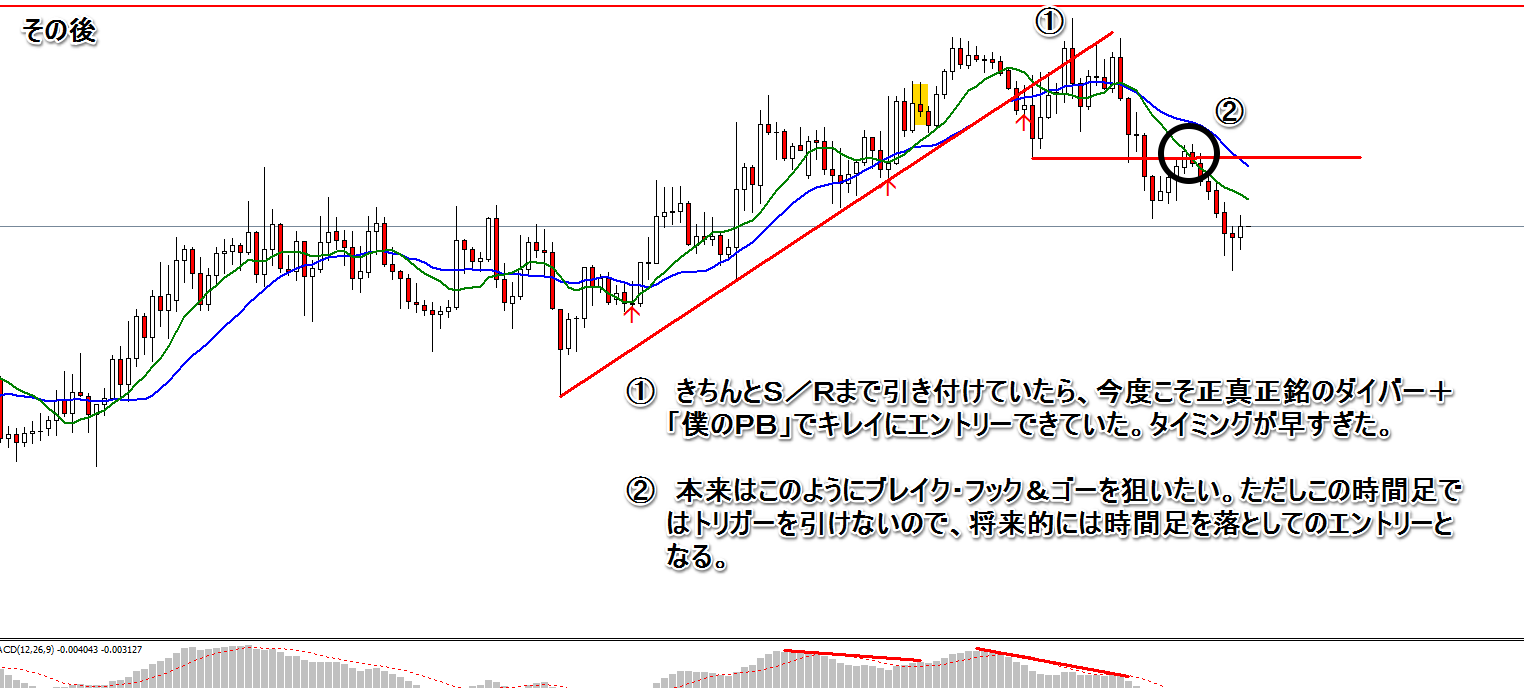 その後
①
②
① きちんとS/Rまで引き付けていたら、今度こそ正真正銘のダイバー+
「僕のPB」でキレイにエントリーできていた。タイミングが早すぎた。
② 本来はこのようにブレイク・フック&ゴーを狙いたい。ただしこの時間足で
はトリガーを引けないので、将来的には時間足を落としてのエントリーと
なる。
ACD(12,26,9) -0.004043 -0.003127